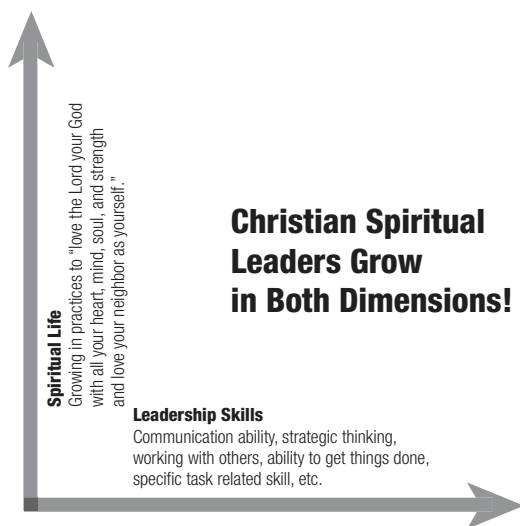 Spiritual Life
Growing in practices to “love the Lord your God
with all your heart, mind, soul, and strength
and love your neighbor as yourself.”
Christian Spiritual
Leaders Grow
in Both Dimensions!
Leadership Skills
Communication ability, strategic thinking,
working with others, ability to get things done,
specific task related skill, etc.